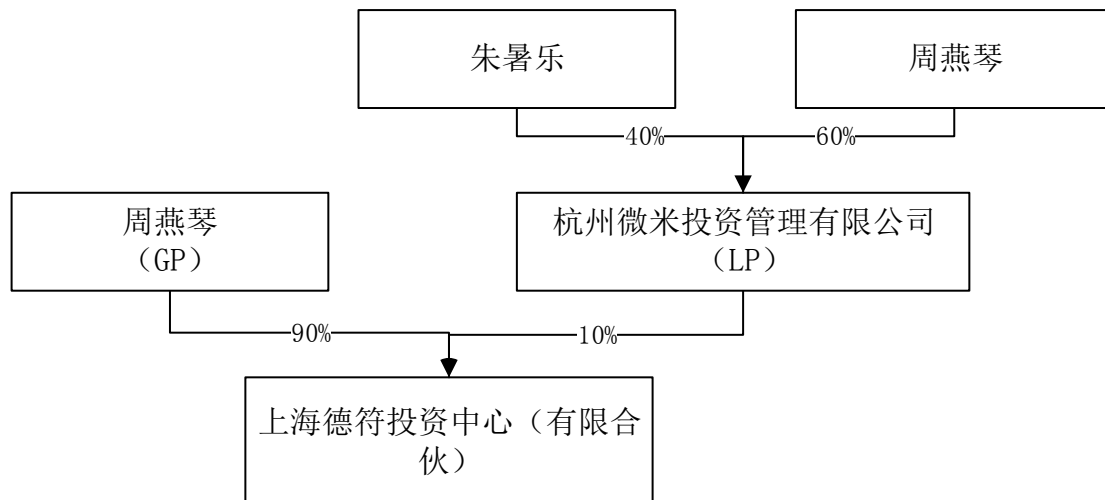 朱暑乐
周燕琴
40%
60%
周燕琴
（GP）
杭州微米投资管理有限公司
（LP）
90%
10%
上海德符投资中心（有限合
伙）